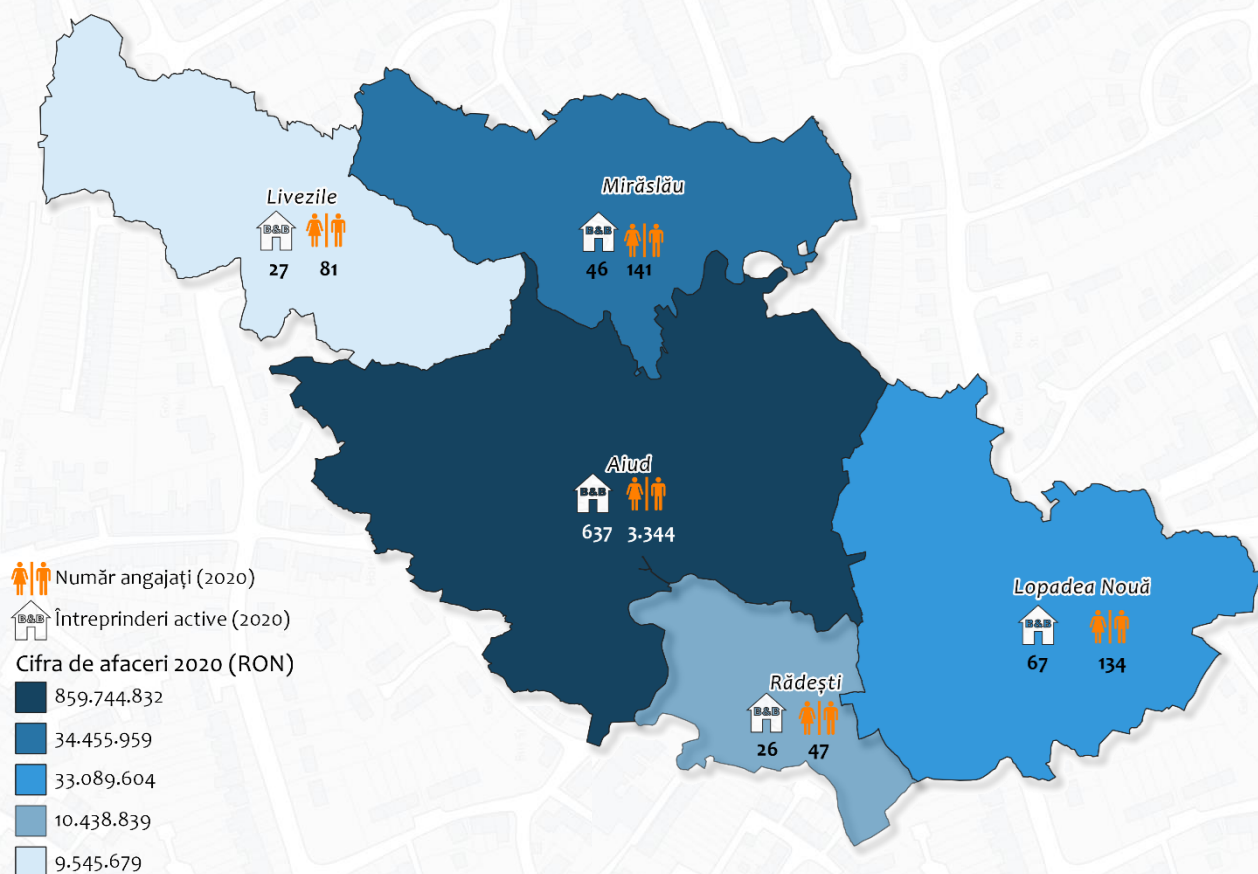 Livezile
B&B
27 81
Mirăslău
B&B
46 141
Aiud
B&B
637 3.344
Lopadea Nouă
B&B
67 134
Rădești
B&B
26 47
Număr angajați (2020)
B&B Întreprinderi active (2020)
Cifra de afaceri 2020 (RON)
859.744.832
34.455.959
33.089.604
10.438.839
9.545.679